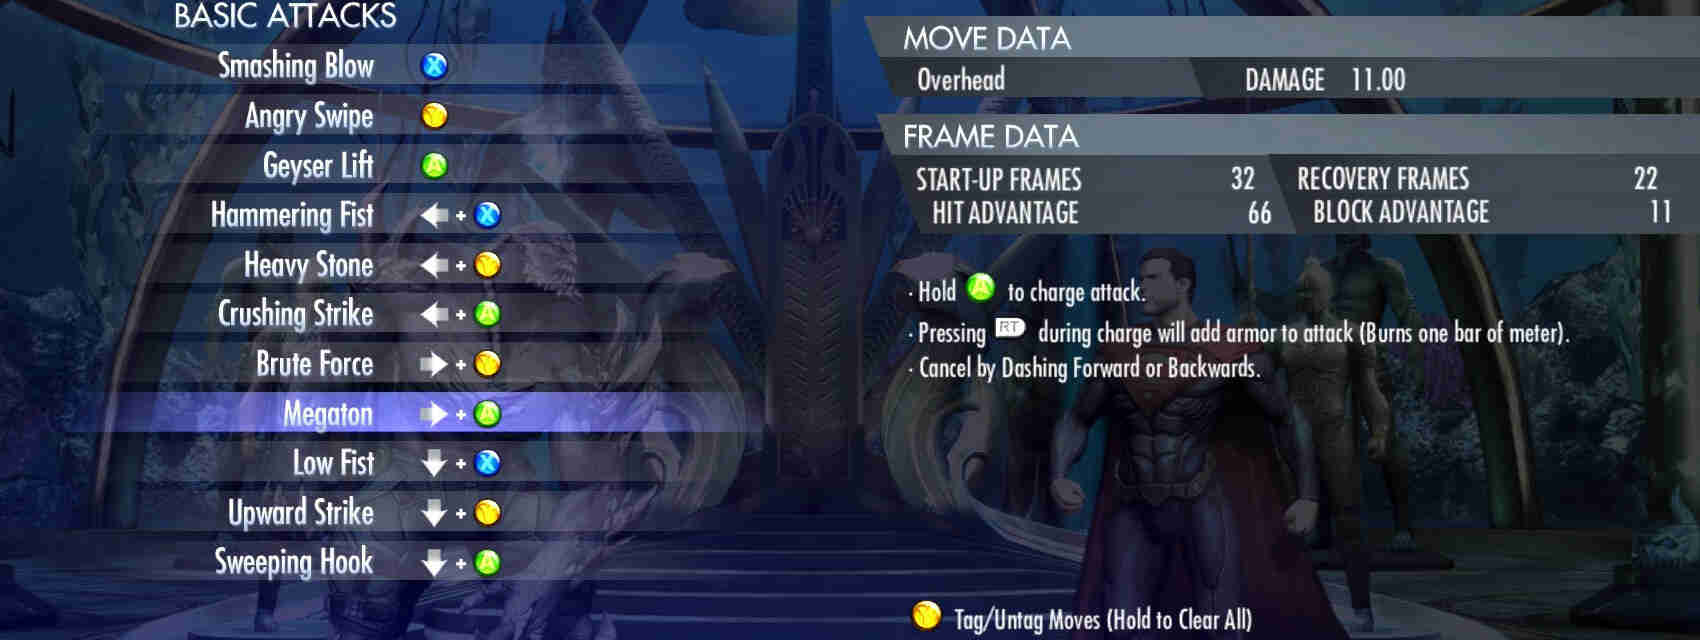 BASIC ATTACKS
Smashing Blow X
Angry Swipe Y
Geyser Lift A
Hammering Fist + X
Heavy Stone + Y
Crushing Strike + A
Brute Force + Y
Megaton + A
Low Fist + X
Upward Strike + Y
Sweeping Hook + A
MOVE DATA
Overhead DAMAGE 11.00
FRAME DATA
START-UP FRAMES 32 RECOVERY FRAMES 22
HIT ADVANTAGE 66 BLOCK ADVANTAGE 11
· Hold A to charge attack.
· Pressing RT during charge will add armor to attack (Burns one bar of meter).
· Cancel by Dashing Forward or Backwards.
Y Tag/Untag Moves (Hold to Clear All)